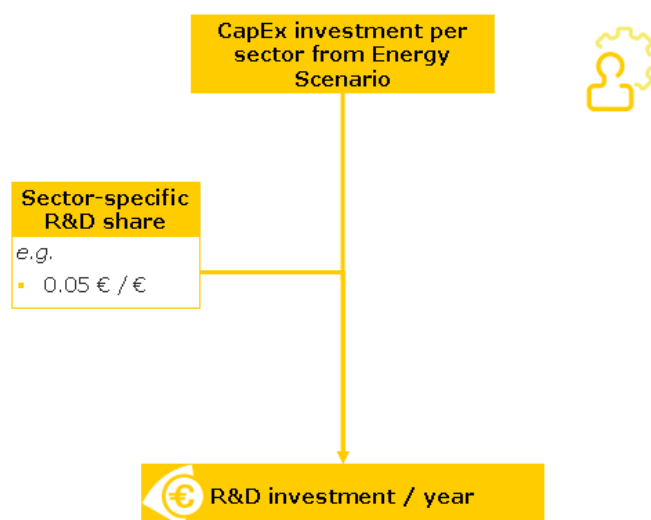 CapEx investment per
sector from Energy
Scenario
Sector-specific
R&D share
e.g.
▪ 0.05 € / €
€ R&D investment / year